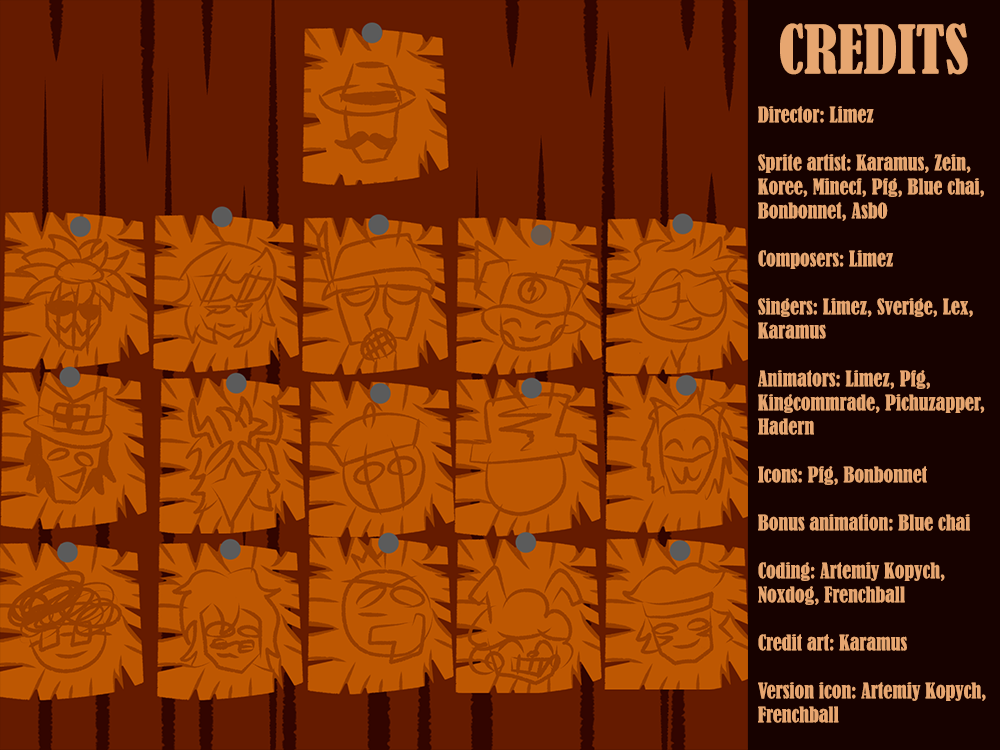 CREDITS
Director: Limez
Sprite artist: Karamus, Zein,
Koree, Minecf, Pfg, Blue chai,
Bonbonnet, Asb0
Composers: Limez
Singers: Limez, Sverige, Lex,
Karamus
Animators: Limez, Pfg,
Kingcommrade, Pichuzapper,
Hadern
Icons: Pfg, Bonbonnet
Bonus animation: Blue chai
Coding: Artemiy Kopych,
Noxdog, Frenchball
Credit art: Karamus
Version icon: Artemiy Kopych,
Frenchball